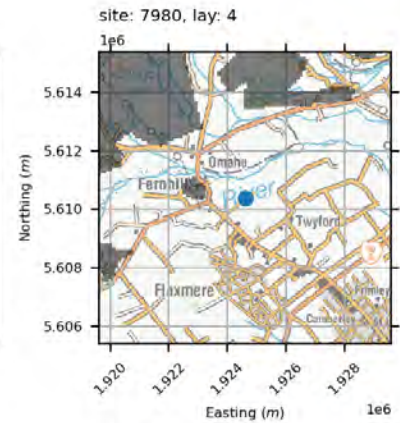 site: 7980, lay: 4
1e6
5.614
5.612
5.610
5.608
5.606
Northing (m)
Omahu
Fernhill
River
Twyford
Flaxmere
Frimley
Camberley
1.920
1.922
1.924
1.926
1.928
1e6
Easting (m)